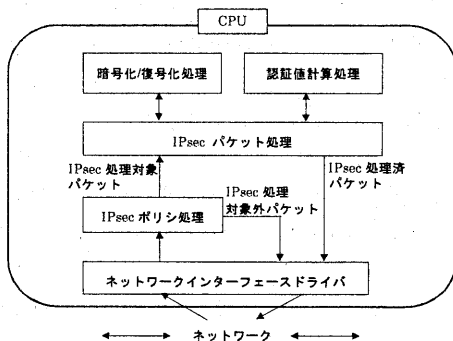 CPU
暗号化/復号化処理
認証値計算処理
IPsec パケット処理
IPsec 処理対象
パケット
IPsec 処理
対象外パケット
IPsec 処理済
パケット
IPsec ポリシ処理
ネットワークインターフェースドライバ
ネットワーク